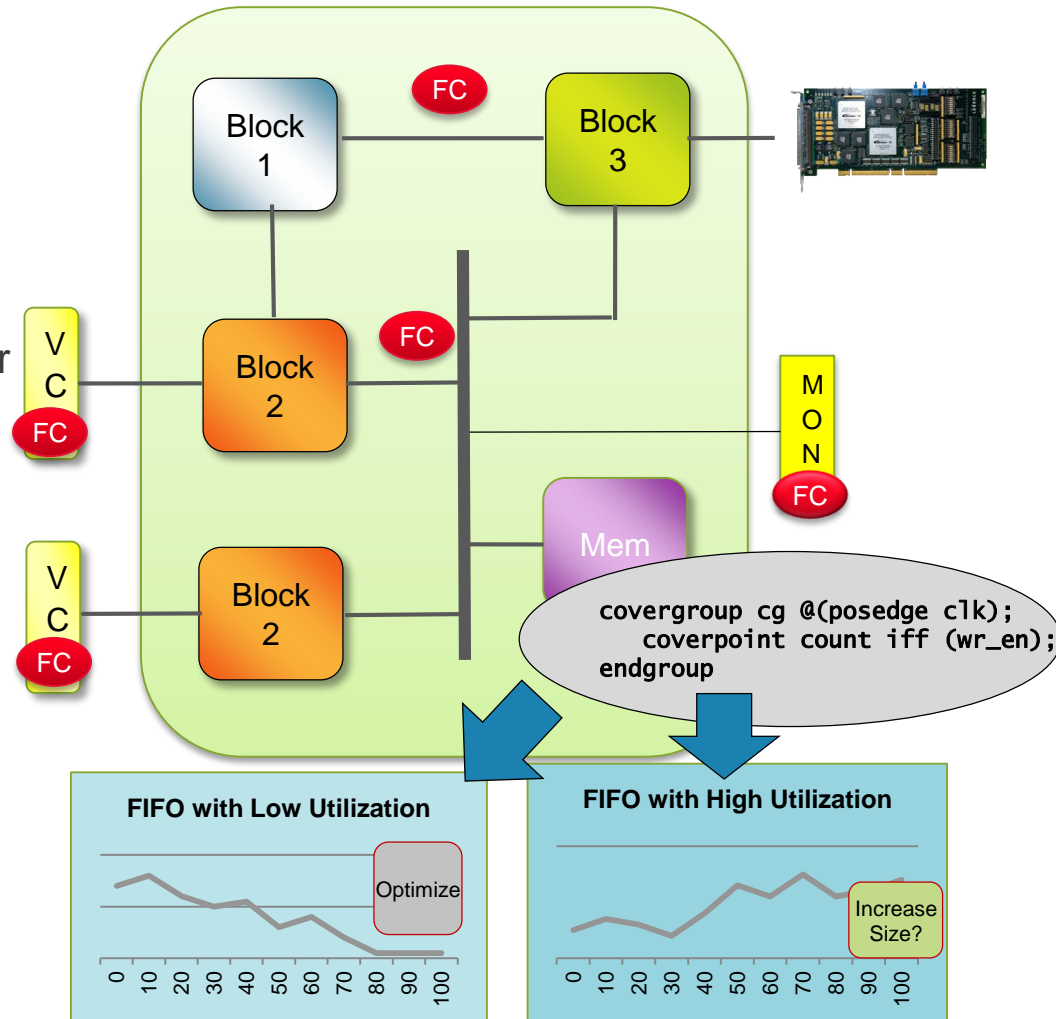 FC
Block
1
Block
3
FC
r
V
C
FC
Block
2
M
O
N
FC
V
C
FC
Block
2
Mem
covergroup cg @(posedge clk);
coverpoint count iff (wr_en);
endgroup
FIFO with Low Utilization
Optimize
0 10 20 30 40 50 60 70 80 90 100
FIFO with High Utilization
Increase
Size?
0 10 20 30 40 50 60 70 80 90 100